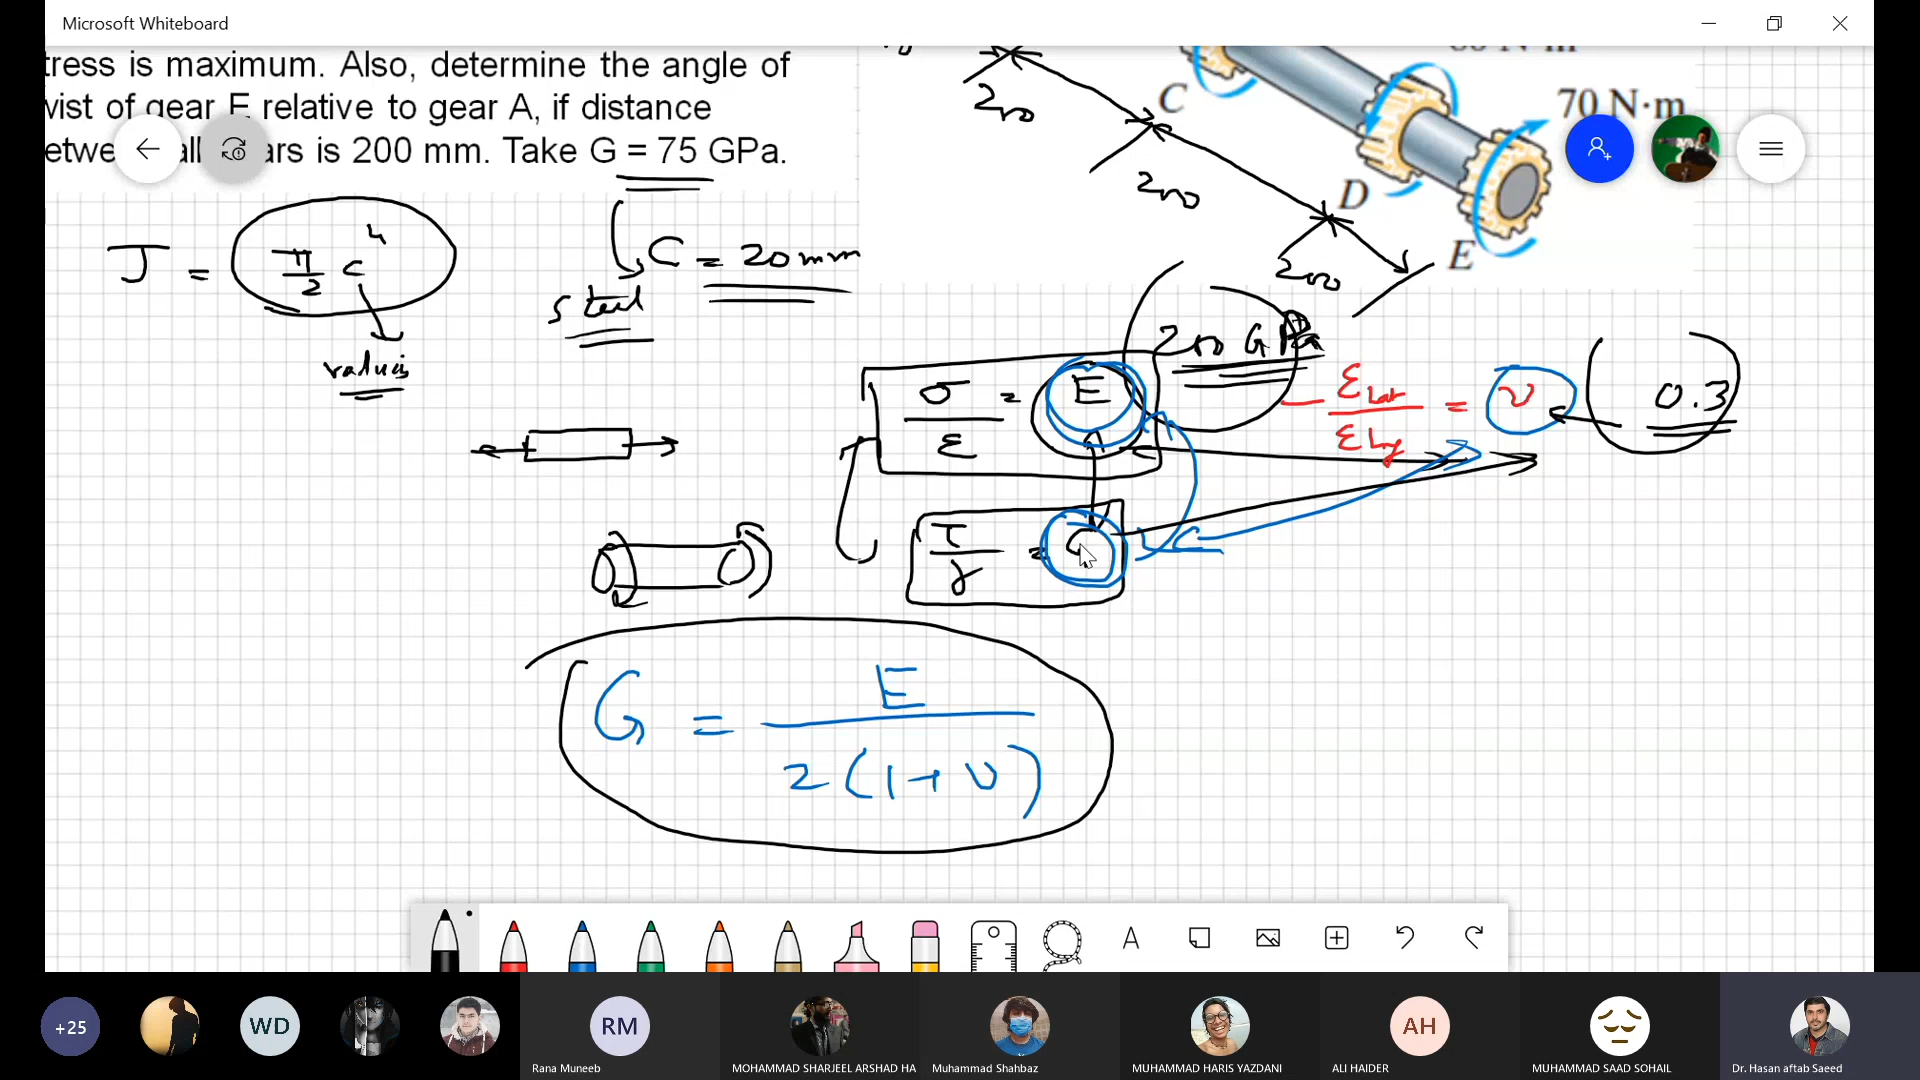 Microsoft Whiteboard
tress is maximum. Also, determine the angle of
wist of gear E relative to gear A, if distance
etwe all ars is 200 mm. Take G = 75 GPa.
200
C
200
D
200
E
70 N·m
J = π/2 c⁴
radius
steel
C = 20 mm
σ/ε = E
200 GPa
- εLat/εLng = ν
0.3
τ/γ = G
G = E/2(1+ν)
+25
WD
RM
AH
Rana Muneeb
MOHAMMAD SHARJEEL ARSHAD HA
Muhammad Shahbaz
MUHAMMAD HARIS YAZDANI
ALI HAIDER
MUHAMMAD SAAD SOHAIL
Dr. Hasan aftab Saeed